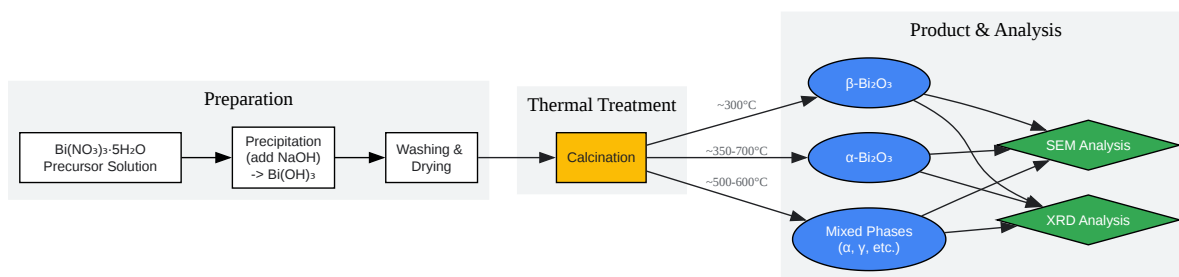 Preparation
Bi(NO₃)₃·5H₂O
Precursor Solution
Precipitation
(add NaOH)
-> Bi(OH)₃
Washing &
Drying
Thermal Treatment
Calcination
~300°C
~350-700°C
~500-600°C
Product & Analysis
β-Bi₂O₃
α-Bi₂O₃
Mixed Phases
(α, γ, etc.)
SEM Analysis
XRD Analysis